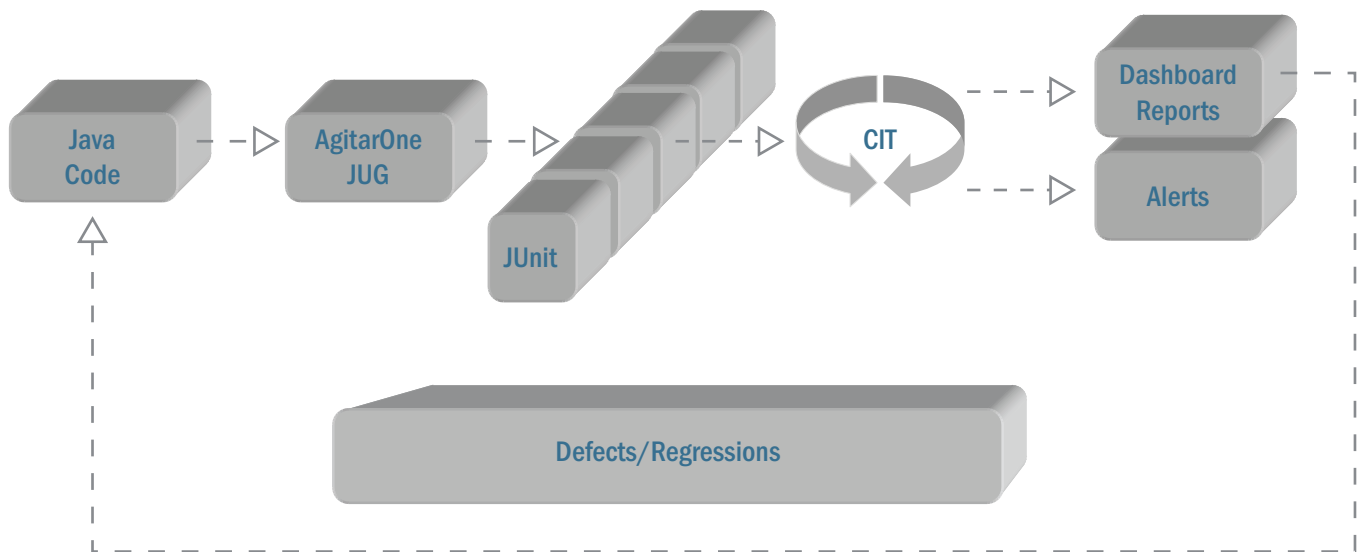 Java
Code
AgitarOne
JUG
JUnit
CIT
Dashboard
Reports
Alerts
Defects/Regressions